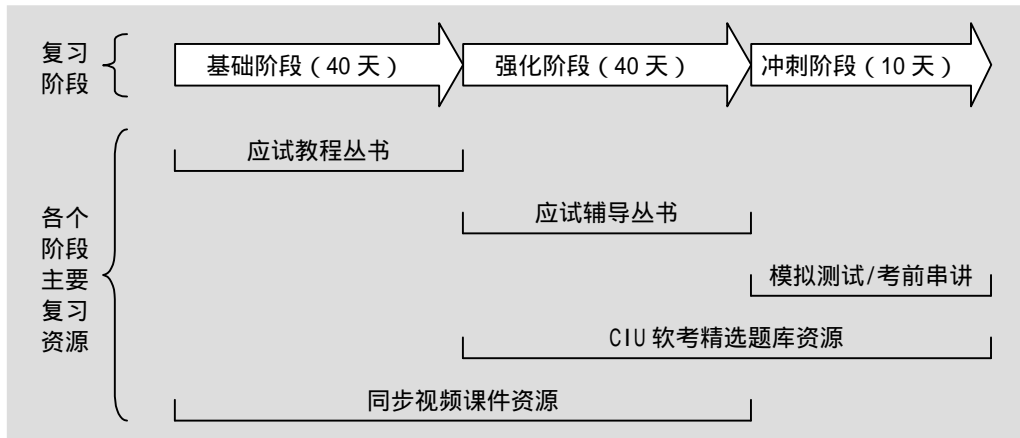 复习
阶段
基础阶段（40 天）
强化阶段（40 天）
冲刺阶段（10 天）
应试教程丛书
应试辅导丛书
模拟测试/考前串讲
CIU 软考精选题库资源
同步视频课件资源
各个
阶段
主要
复习
资源